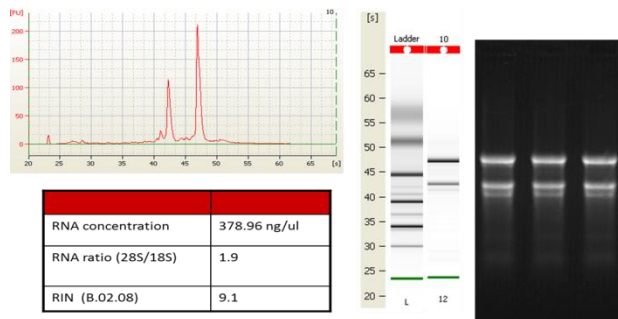 [FU]
10
200
150
100
50
0
20 25 30 35 40 45 50 55 60 65 [s]
RNA concentration 378.96 ng/ul
RNA ratio (28S/18S) 1.9
RIN (B.02.08) 9.1
[s]
Ladder 10
65
60
55
50
45
40
35
30
25
20
L 12